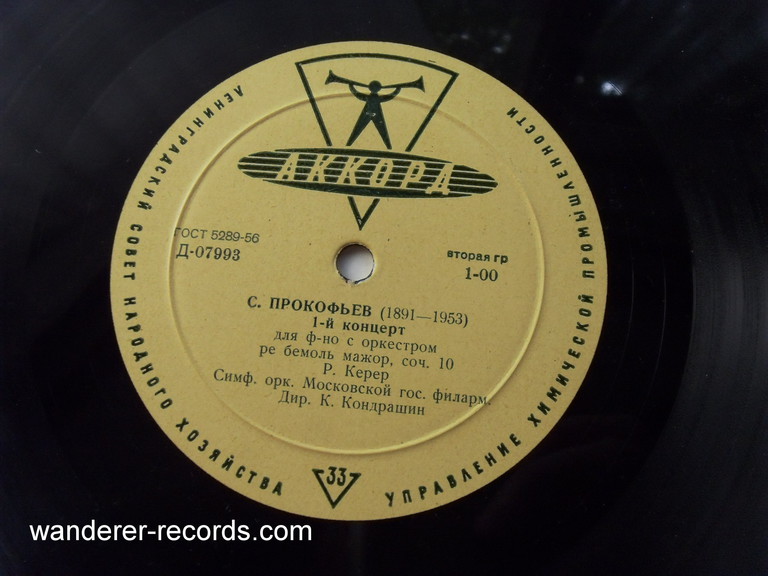 АККОРД
ЛЕНИНГРАДСКИЙ СОВЕТ НАРОДНОГО ХОЗЯЙСТВА
УПРАВЛЕНИЕ ХИМИЧЕСКОЙ ПРОМЫШЛЕННОСТИ
ГОСТ 5289-56
Д-07993
вторая гр
1-00
С. ПРОКОФЬЕВ (1891—1953)
1-й концерт
для ф-но с оркестром
ре бемоль мажор, соч. 10
Р. Керер
Симф. орк. Московской гос. филарм.
Дир. К. Кондрашин
33
wanderer-records.com